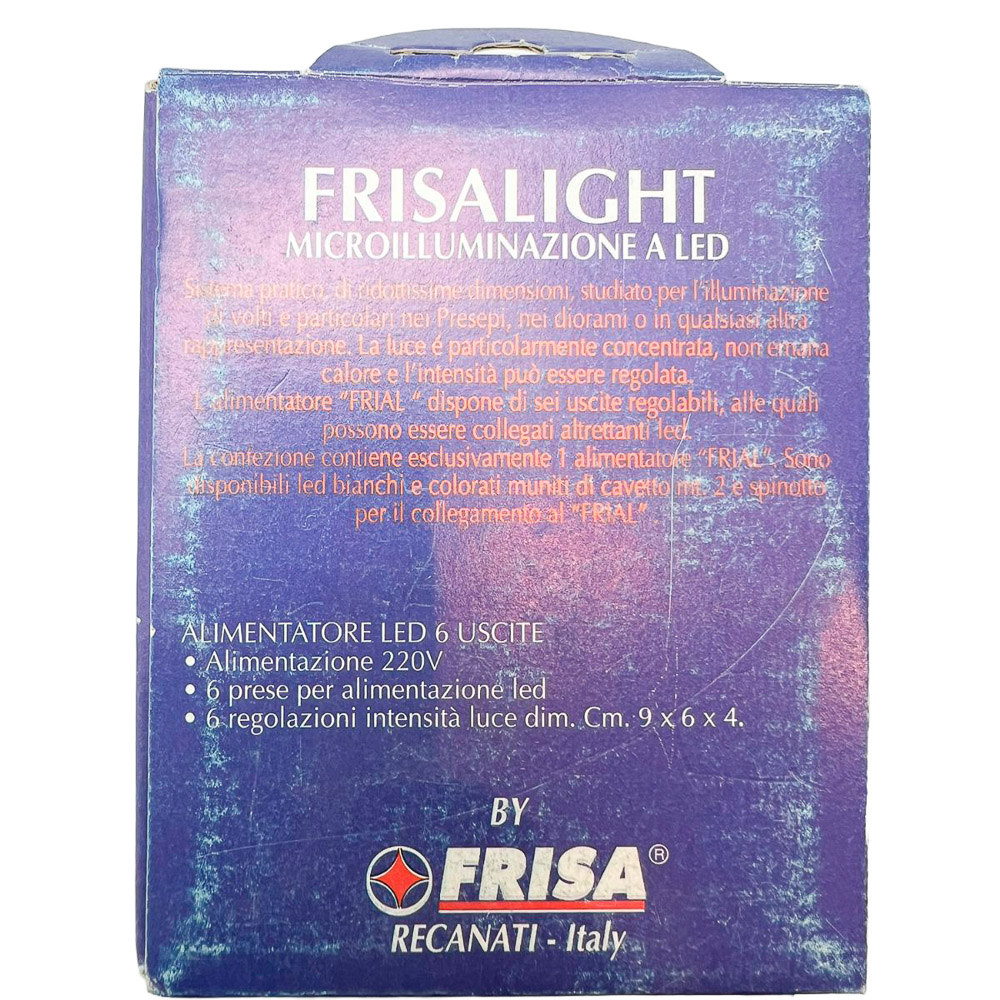 FRISALIGHT
MICROILLUMINAZIONE A LED
Sistema pratico, di ridottissime dimensioni, studiato per l'illuminazione
di volti e particolari nei Presepi, nei diorami o in qualsiasi altra
rappresentazione. La luce é particolarmente concentrata, non emana
calore e l'intensità può essere regolata.
L'alimentatore "FRIAL" dispone di sei uscite regolabili, alle quali
possono essere collegati altrettanti led.
La confezione contiene esclusivamente 1 alimentatore "FRIAL". Sono
disponibili led bianchi e colorati muniti di cavetto mt. 2 e spinotto
per il collegamento al "FRIAL"
ALIMENTATORE LED 6 USCITE
• Alimentazione 220V
• 6 prese per alimentazione led
• 6 regolazioni intensità luce dim. Cm. 9 x 6 x 4.
BY
FRISA®
RECANATI - Italy